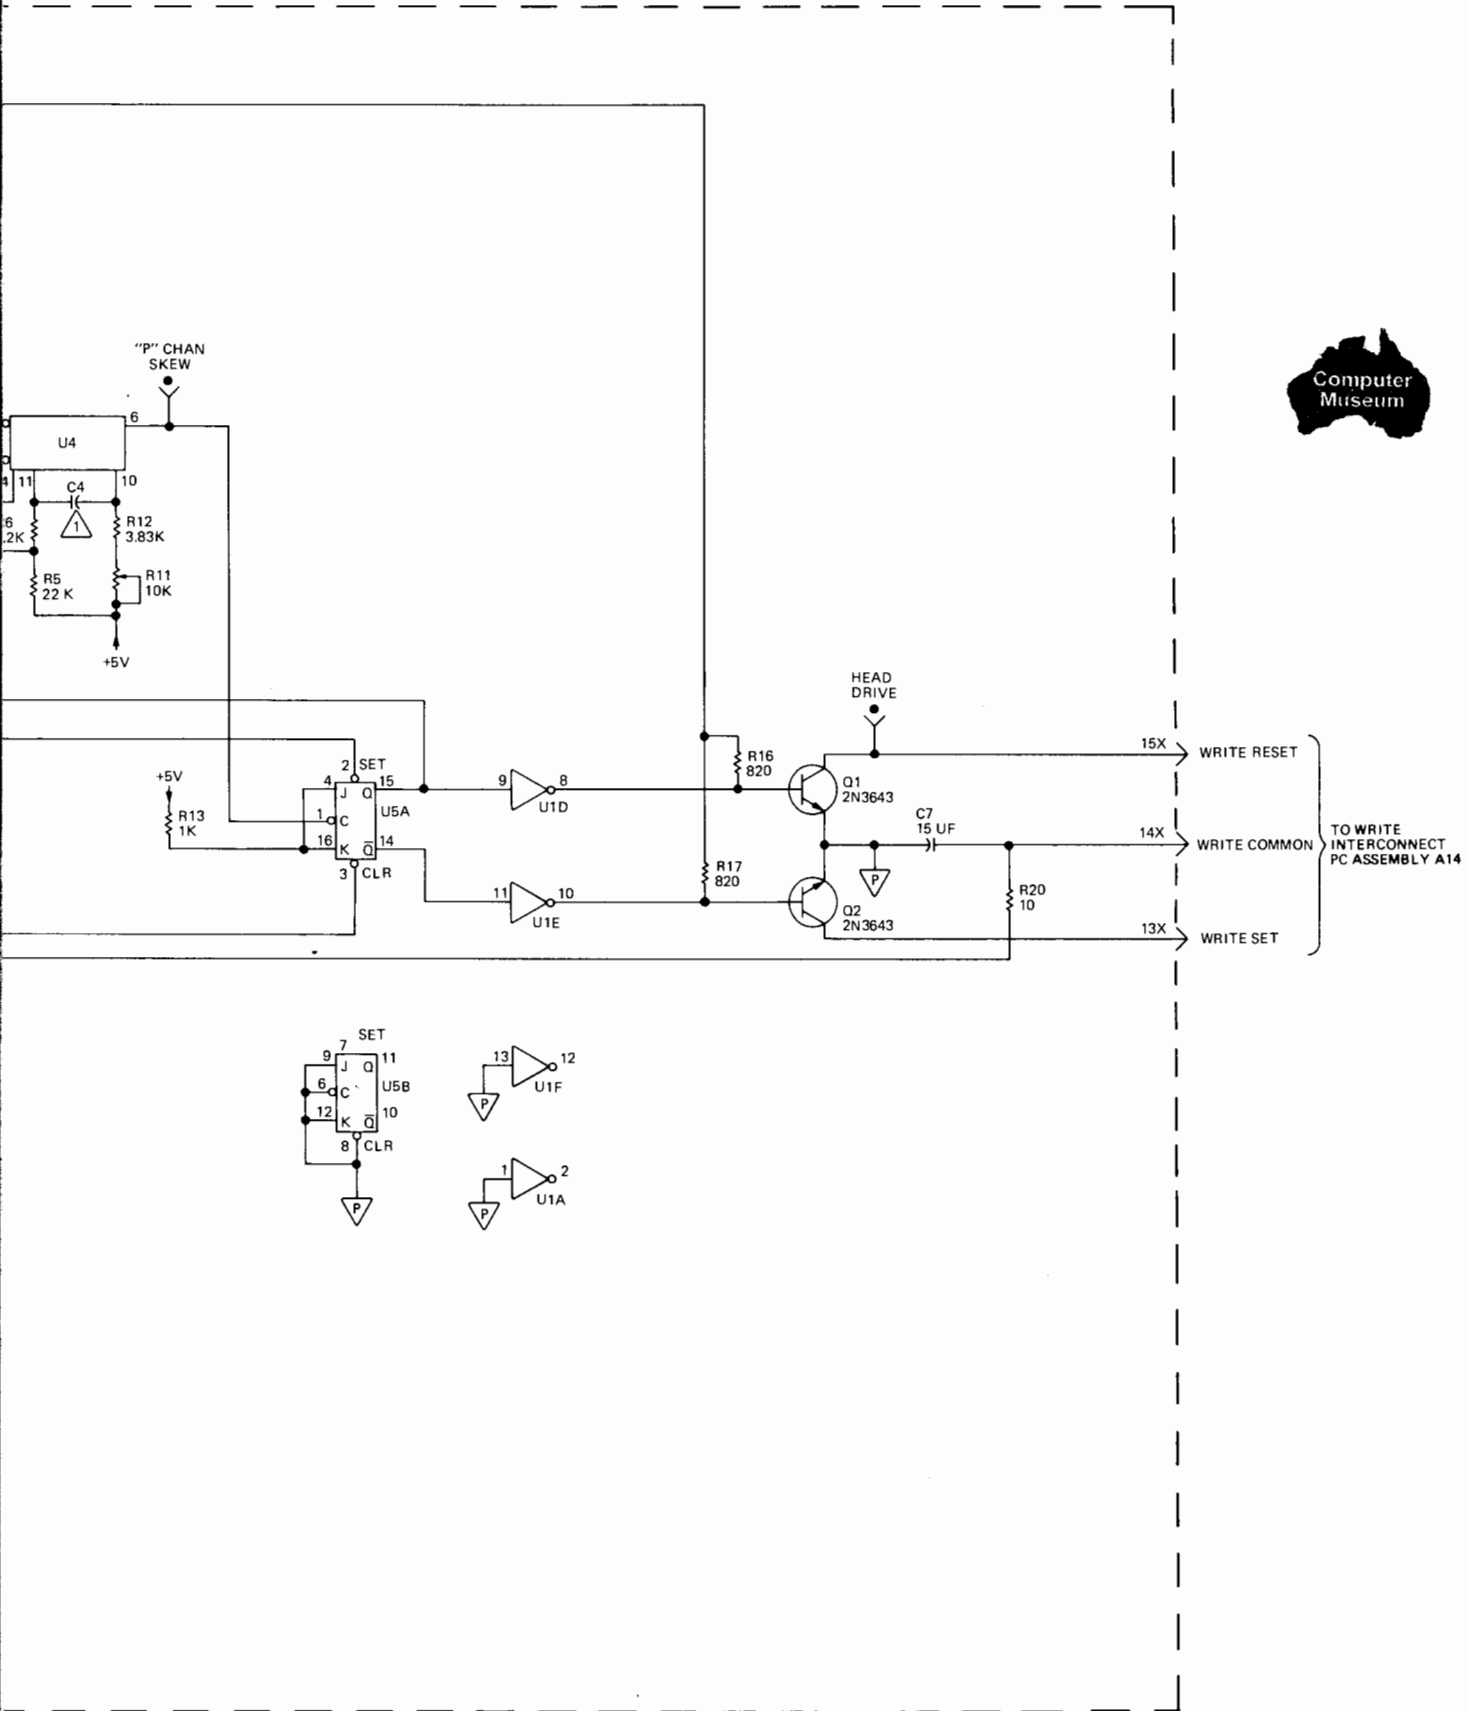 "P" CHAN
SKEW
Computer
Museum
6
U4
4 11
10
C4
1
6
.2K
R12
3.83K
R5
22 K
R11
10K
+5V
HEAD
DRIVE
15X
WRITE RESET
2 SET
R16
820
+5V
4 J Q 15
9
8
U1D
Q1
2N3643
R13
1K
1 C
U5A
C7
15 UF
14X
WRITE COMMON
TO WRITE
INTERCONNECT
PC ASSEMBLY A14
16 K Q̅ 14
3 CLR
R17
820
P
R20
10
11
10
U1E
Q2
2N3643
13X
WRITE SET
SET
7
9 J Q 11
6 C
U5B
12 K Q̅ 10
8 CLR
P
13
12
U1F
P
1
2
U1A
P